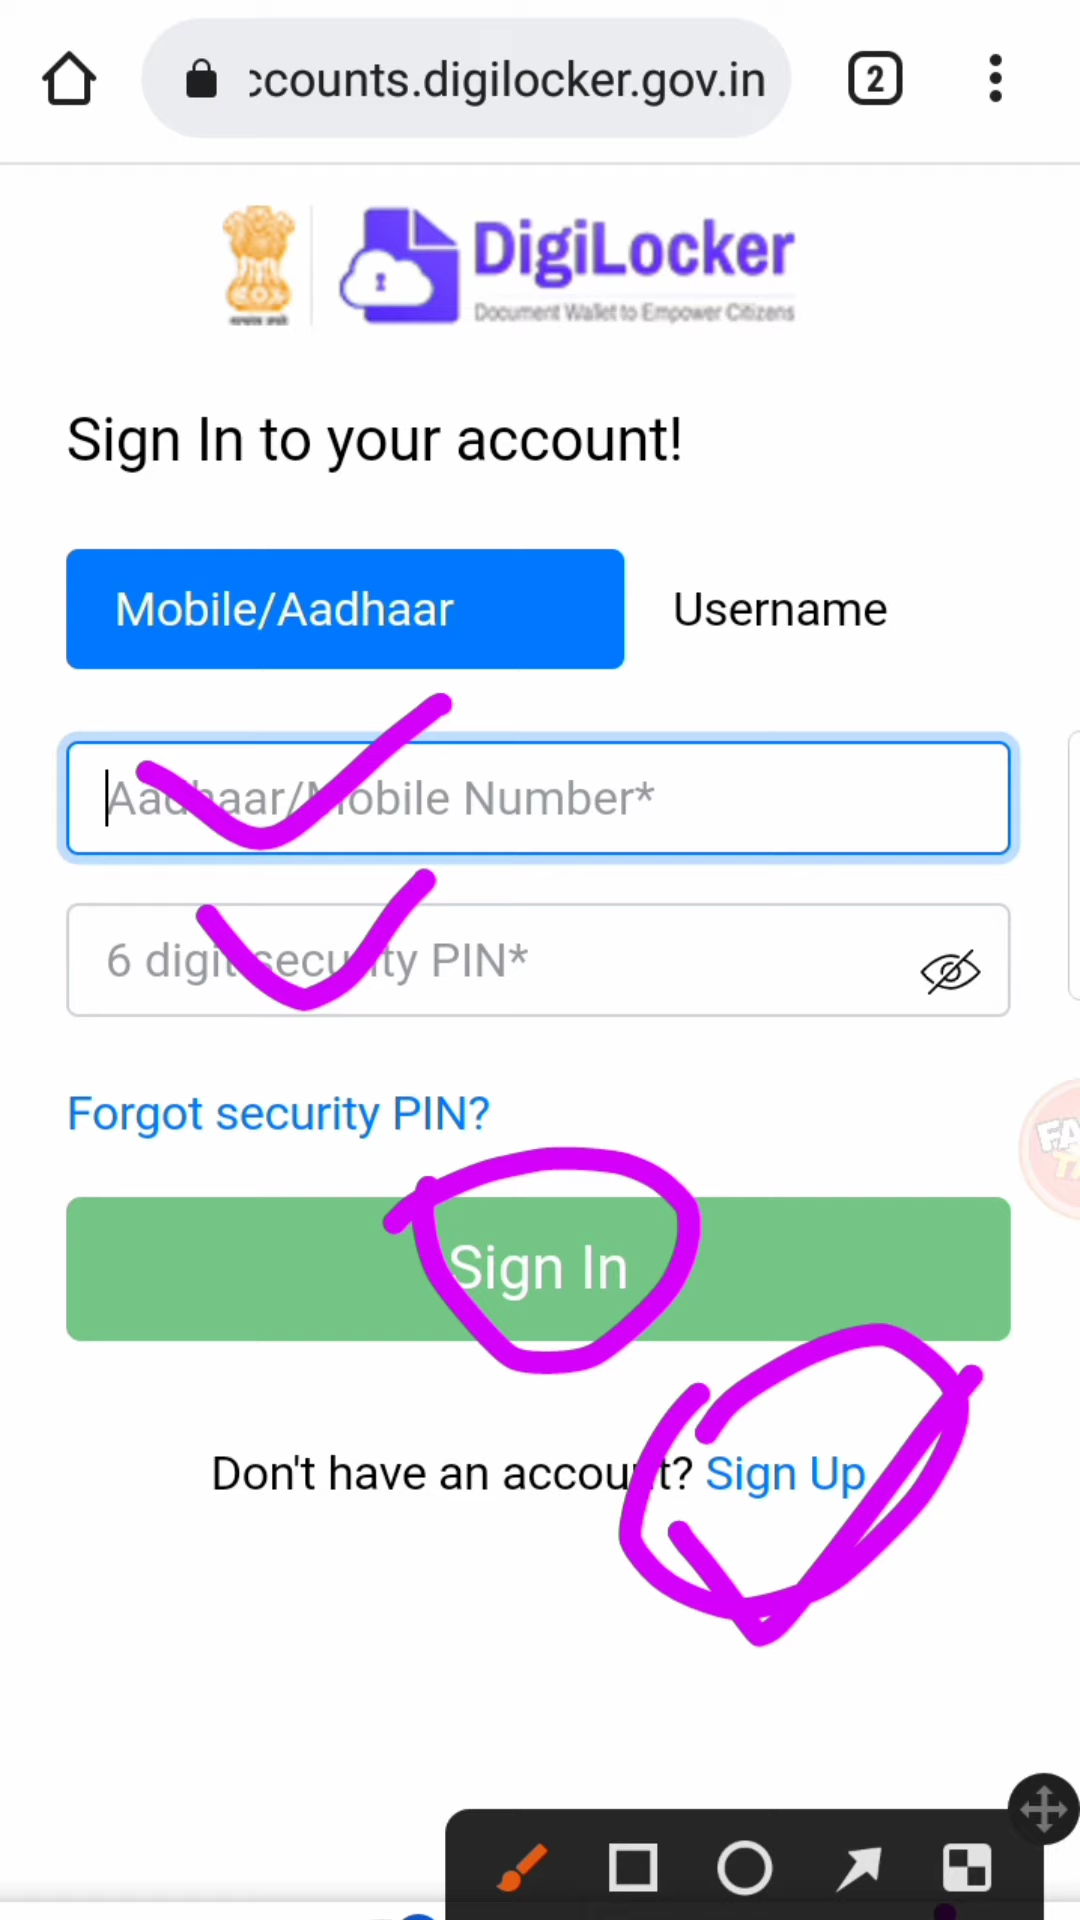 ccounts.digilocker.gov.in
2
DigiLocker
Document Wallet to Empower Citizens
Sign In to your account!
Mobile/Aadhaar
Username
Aadhaar/Mobile Number*
6 digit security PIN*
Forgot security PIN?
Sign In
Don't have an account? Sign Up